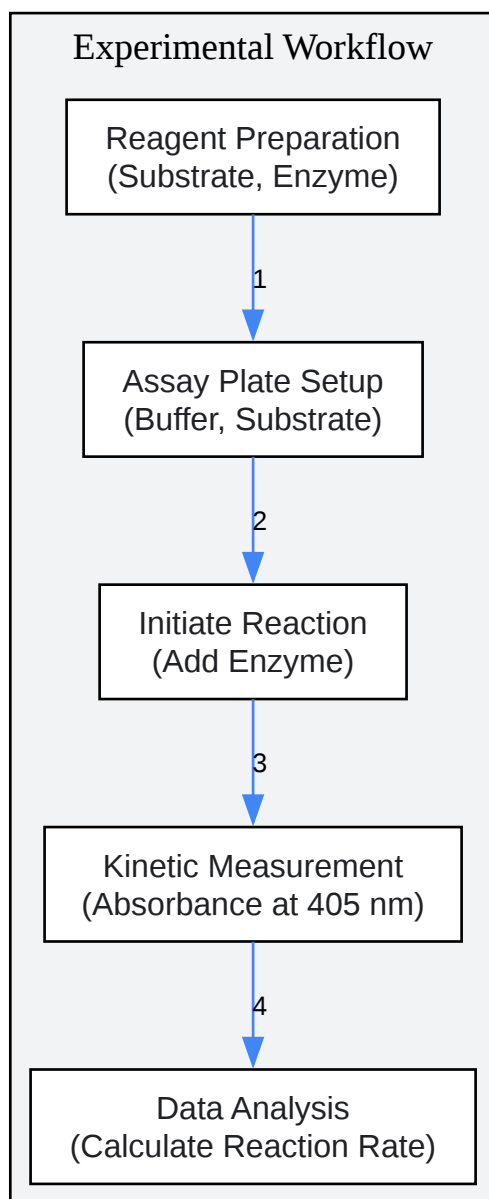 Experimental Workflow
Reagent Preparation
(Substrate, Enzyme)
1
Assay Plate Setup
(Buffer, Substrate)
2
Initiate Reaction
(Add Enzyme)
3
Kinetic Measurement
(Absorbance at 405 nm)
4
Data Analysis
(Calculate Reaction Rate)